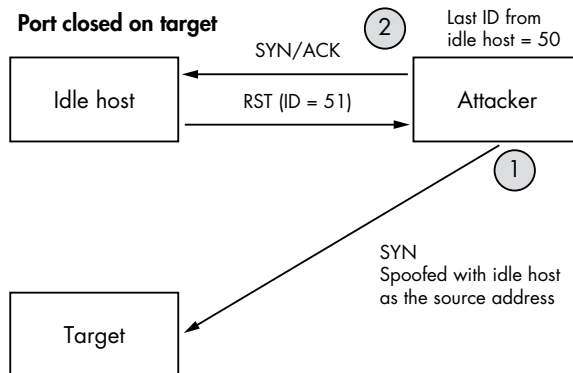 Port closed on target
2
Last ID from
idle host = 50
SYN/ACK
Idle host
RST (ID = 51)
Attacker
1
SYN
Spoofed with idle host
as the source address
Target